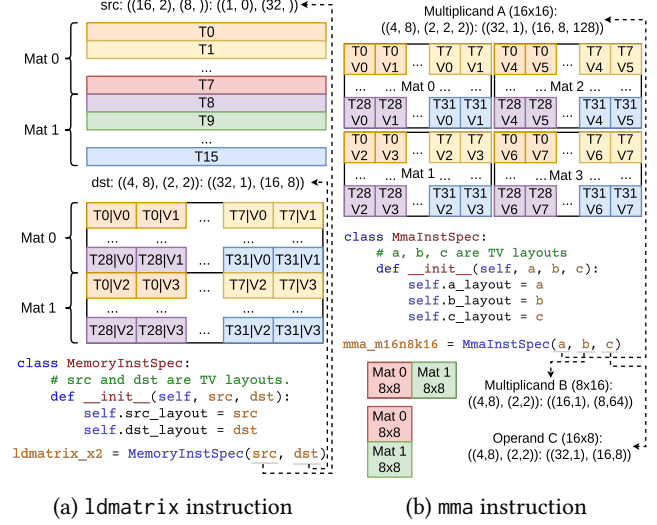 src: ((16, 2), (8, )): ((1, 0), (32, ))
T0
T1
...
T7
T8
T9
...
T15
Mat 0
Mat 1
dst: ((4, 8), (2, 2)): ((32, 1), (16, 8))
Mat 0
T0|V0 T0|V1 ... T7|V0 T7|V1
... ...
T28|V0 T28|V1 T31|V0 T31|V1
Mat 1
T0|V2 T0|V3 ... T7|V2 T7|V3
... ...
T28|V2 T28|V3 T31|V3 T31|V3
class MemoryInstSpec:
# src and dst are TV layouts.
def __init__(self, src, dst):
self.src_layout = src
self.dst_layout = dst
ldmatrix_x2 = MemoryInstSpec(src, dst)
(a) ldmatrix instruction
Multiplicand A (16x16):
((4, 8), (2, 2, 2)): ((32, 1), (16, 8, 128))
T0 T0 ... T7 T7 T0 T0 ... T7 T7
V0 V1 V0 V1 V4 V5 V4 V5
... Mat 0 ... ... Mat 2 ...
T28 T28 ... T31 T31 T28 T28 ... T31 T31
V0 V1 V0 V1 V4 V5 V4 V5
T0 T0 ... T7 T7 T0 T0 ... T7 T7
V2 V3 V2 V3 V6 V7 V6 V7
... Mat 1 ... ... Mat 3 ...
T28 T28 ... T31 T31 T28 T28 ... T31 T31
V2 V3 V2 V3 V6 V7 V6 V7
class MmaInstSpec:
# a, b, c are TV layouts
def __init__(self, a, b, c):
self.a_layout = a
self.b_layout = b
self.c_layout = c
mma_m16n8k16 = MmaInstSpec(a, b, c)
Mat 0 Mat 1
8x8 8x8
Multiplicand B (8x16):
((4,8), (2,2)): ((16,1), (8,64))
Mat 0
8x8
Mat 1
8x8
Operand C (16x8):
((4,8), (2,2)): ((32,1), (16,8))
(b) mma instruction